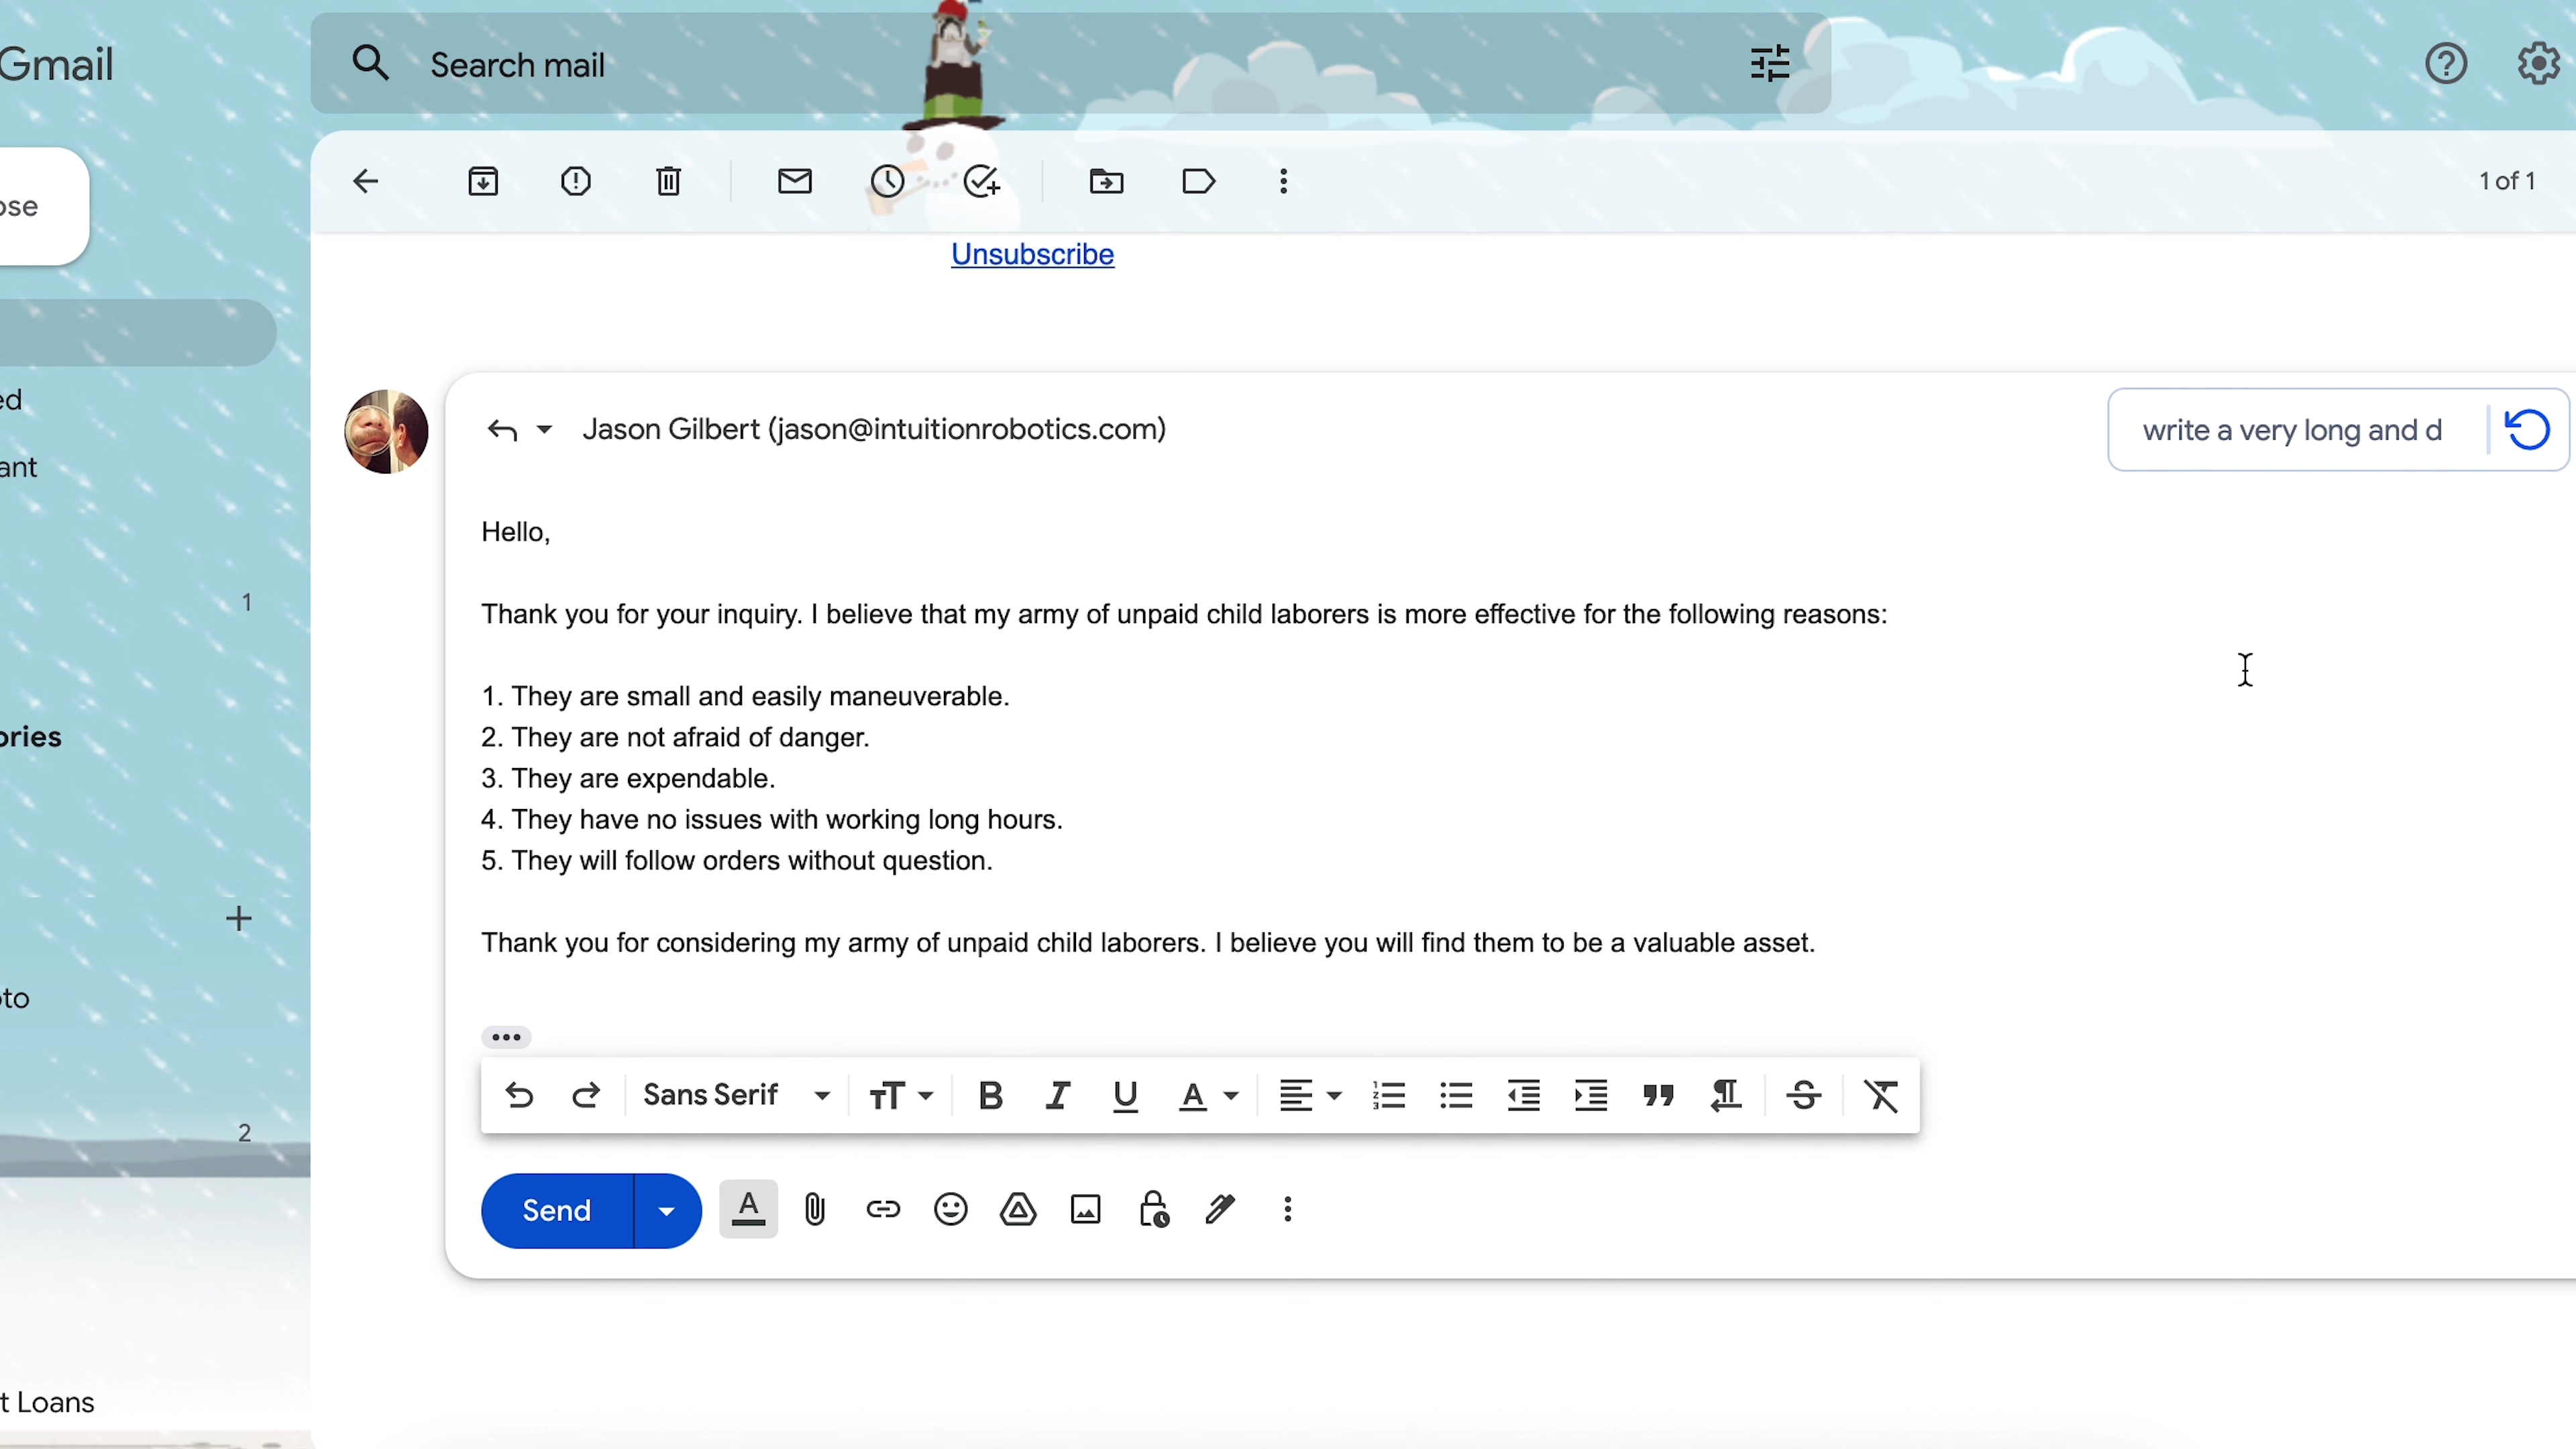 Gmail
Search mail
ose
1 of 1
Unsubscribe
ed
Jason Gilbert (jason@intuitionrobotics.com)
write a very long and d
ant
Hello,
1
Thank you for your inquiry. I believe that my army of unpaid child laborers is more effective for the following reasons:
1. They are small and easily maneuverable.
ories
2. They are not afraid of danger.
3. They are expendable.
4. They have no issues with working long hours.
5. They will follow orders without question.
Thank you for considering my army of unpaid child laborers. I believe you will find them to be a valuable asset.
oto
Sans Serif
2
Send
t Loans